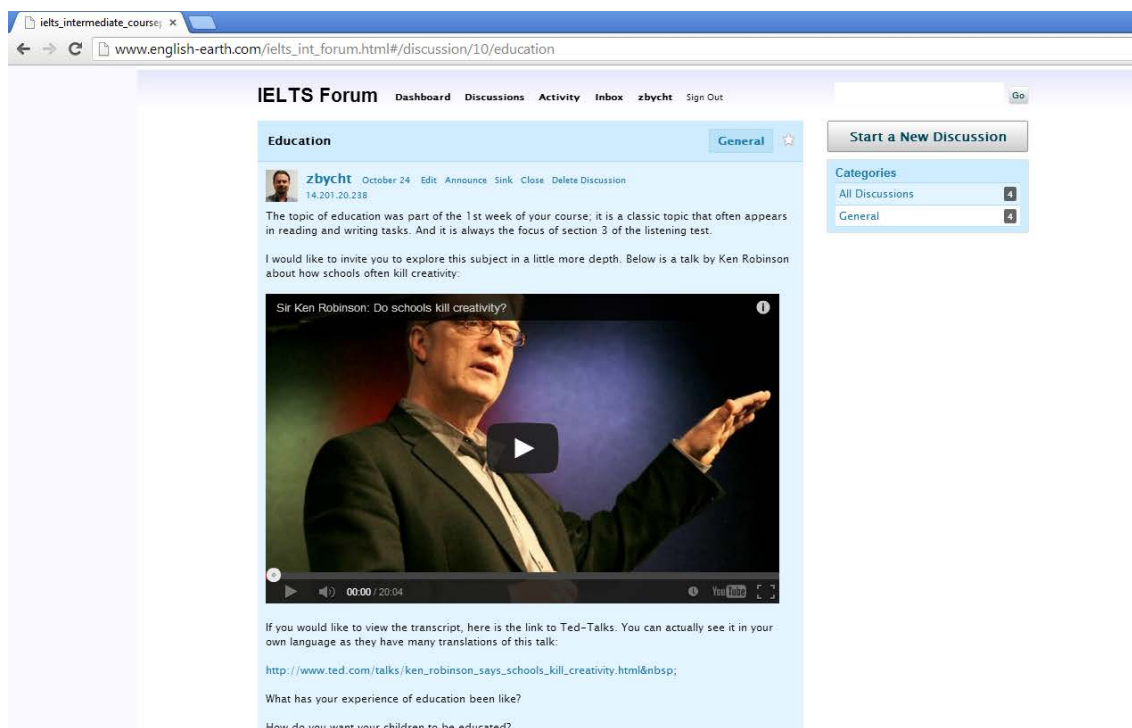 ielts_intermediate_course
www.english-earth.com/ielts_int_forum.html#/discussion/10/education
IELTS Forum Dashboard Discussions Activity Inbox zbycht Sign Out
Go
Education General
Start a New Discussion
zbycht October 24 Edit Announce Sink Close Delete Discussion
14.201.20.238
Categories
All Discussions 4
General 4
The topic of education was part of the 1st week of your course; it is a classic topic that often appears
in reading and writing tasks. And it is always the focus of section 3 of the listening test.
I would like to invite you to explore this subject in a little more depth. Below is a talk by Ken Robinson
about how schools often kill creativity:
Sir Ken Robinson: Do schools kill creativity?
00:00 / 20:04 YouTube
If you would like to view the transcript, here is the link to Ted-Talks. You can actually see it in your
own language as they have many translations of this talk:
http://www.ted.com/talks/ken_robinson_says_schools_kill_creativity.html&nbsp;
What has your experience of education been like?
How do you want your children to be educated?